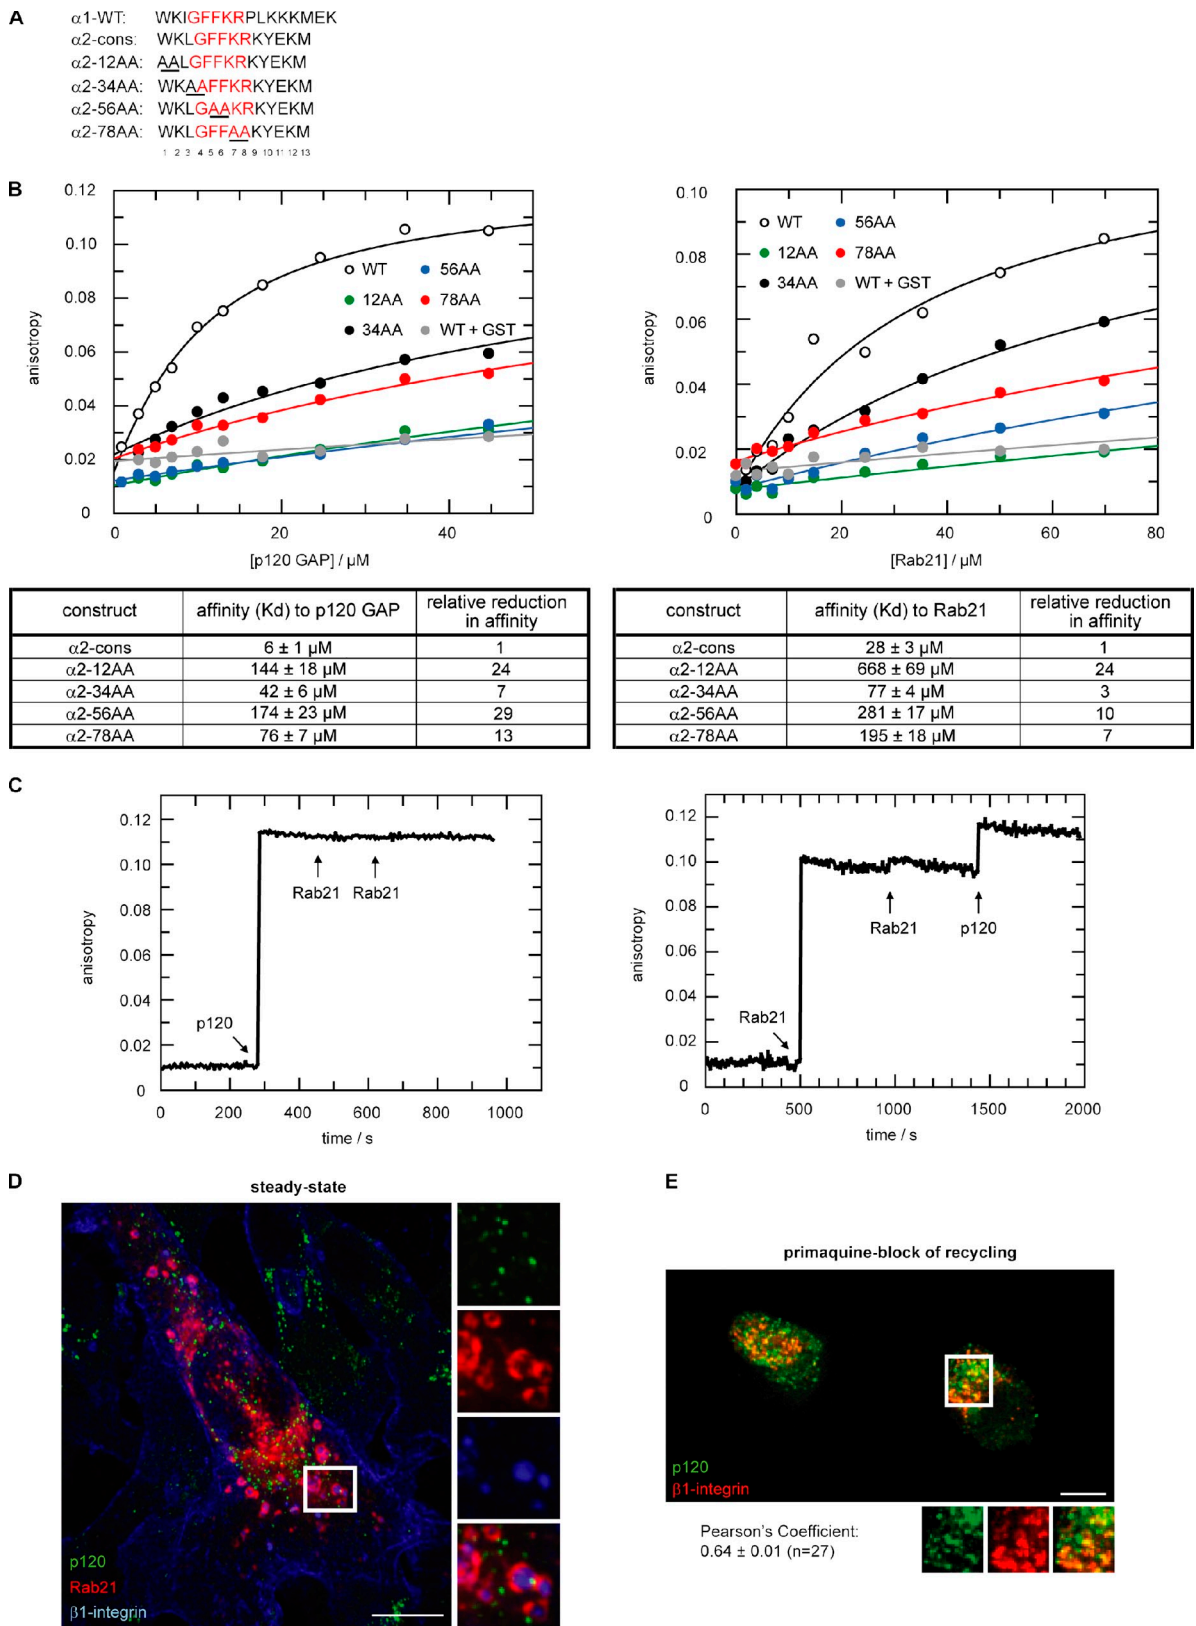 A
α1-WT: WKIGFFKRPLKKKMEK
α2-cons: WKLGFFKRKYEKM
α2-12AA: AALGFFKRKYEKM
α2-34AA: WKAAFFKRKYEKM
α2-56AA: WKLGAAKRKYEKM
α2-78AA: WKLGFFAAKYEKM
1 2 3 4 5 6 7 8 9 10 11 12 13
B
0.12
0.10
0.08
0.06
0.04
0.02
0
anisotropy
WT
12AA
34AA
56AA
78AA
WT + GST
0 20 40
[p120 GAP] / µM
0.10
0.08
0.06
0.04
0.02
0
anisotropy
WT
12AA
34AA
56AA
78AA
WT + GST
0 20 40 60 80
[Rab21] / µM
construct affinity (Kd) to p120 GAP relative reduction in affinity
α2-cons 6 ± 1 µM 1
α2-12AA 144 ± 18 µM 24
α2-34AA 42 ± 6 µM 7
α2-56AA 174 ± 23 µM 29
α2-78AA 76 ± 7 µM 13
construct affinity (Kd) to Rab21 relative reduction in affinity
α2-cons 28 ± 3 µM 1
α2-12AA 668 ± 69 µM 24
α2-34AA 77 ± 4 µM 3
α2-56AA 281 ± 17 µM 10
α2-78AA 195 ± 18 µM 7
C
0.12
0.10
0.08
0.06
0.04
0.02
0
anisotropy
p120
Rab21 Rab21
0 200 400 600 800 1000
time / s
0.12
0.10
0.08
0.06
0.04
0.02
0
anisotropy
Rab21
Rab21 p120
0 500 1000 1500 2000
time / s
D
steady-state
p120
Rab21
β1-integrin
E
primaquine-block of recycling
p120
β1-integrin
Pearson's Coefficient:
0.64 ± 0.01 (n=27)